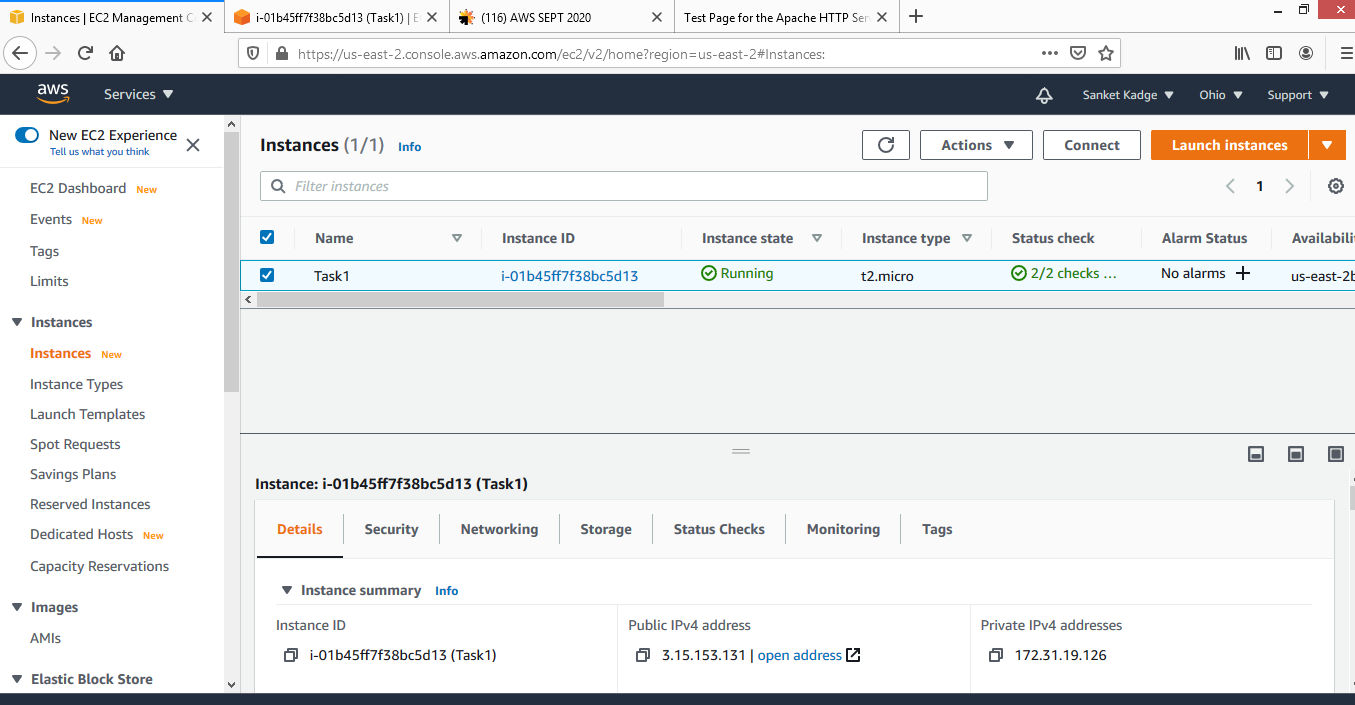 Instances | EC2 Management C
i-01b45ff7f38bc5d13 (Task1) | E
(116) AWS SEPT 2020
Test Page for the Apache HTTP Ser
https://us-east-2.console.aws.amazon.com/ec2/v2/home?region=us-east-2#Instances:
aws
Services
Sanket Kadge
Ohio
Support
New EC2 Experience
Tell us what you think
EC2 Dashboard New
Events New
Tags
Limits
Instances
Instances New
Instance Types
Launch Templates
Spot Requests
Savings Plans
Reserved Instances
Dedicated Hosts New
Capacity Reservations
Images
AMIs
Elastic Block Store
Instances (1/1) Info
Actions
Connect
Launch instances
Filter instances
1
Name Instance ID Instance state Instance type Status check Alarm Status Availabili
Task1 i-01b45ff7f38bc5d13 Running t2.micro 2/2 checks ... No alarms us-east-2b
Instance: i-01b45ff7f38bc5d13 (Task1)
Details Security Networking Storage Status Checks Monitoring Tags
Instance summary Info
Instance ID
i-01b45ff7f38bc5d13 (Task1)
Public IPv4 address
3.15.153.131 | open address
Private IPv4 addresses
172.31.19.126